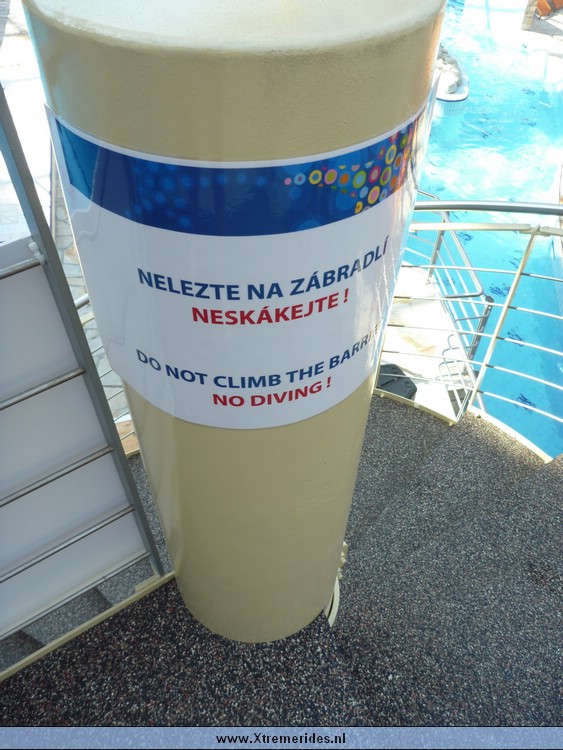 NELEZTE NA ZÁBRADLÍ
NESKÁKEJTE !
DO NOT CLIMB THE
NO DIVING !
www.Xtremerides.nl